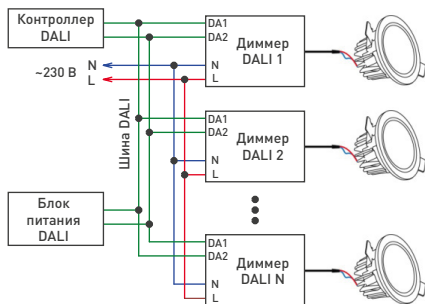 Контроллер
DALI
DA1
DA2
N
L
Диммер
DALI 1
N
~230 В
L
Шина DALI
DA1
DA2
N
L
Диммер
DALI 2
Блок
питания
DALI
DA1
DA2
N
L
Диммер
DALI N